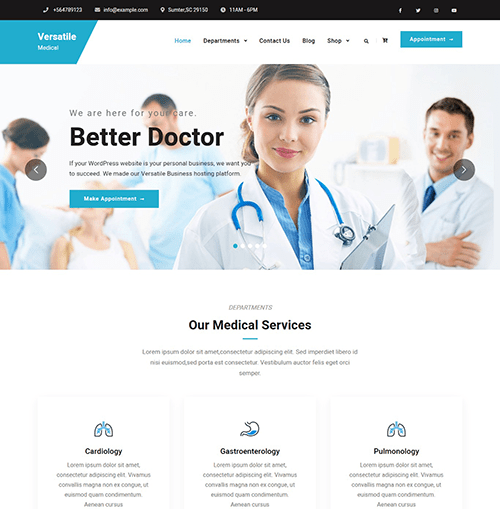 +564789123 info@example.com Sumter,SC 29150 11AM - 6PM
Versatile
Medical
Home Departments Contact Us Blog Shop Appointment →
We are here for your care.
Better Doctor
If your WordPress website is your personal business, we want you
to succeed. We made our Versatile Business hosting platform.
Make Appointment →
DEPARTMENTS
Our Medical Services
Lorem ipsum dolor sit amet,consectetur adipiscing elit. Sed imperdiet libero id
nisi euismod,sed porta est consectetur. Vestibulum auctor felis eget orci
semper.
Cardiology
Lorem ipsum dolor sit amet,
consectetur adipiscing elit. Vivamus
convallis magna non ex congue, ut
euismod quam condimentum.
Aenean cursus
Gastroenterology
Lorem ipsum dolor sit amet,
consectetur adipiscing elit. Vivamus
convallis magna non ex congue, ut
euismod quam condimentum.
Aenean cursus
Pulmonology
Lorem ipsum dolor sit amet,
consectetur adipiscing elit. Vivamus
convallis magna non ex congue, ut
euismod quam condimentum.
Aenean cursus